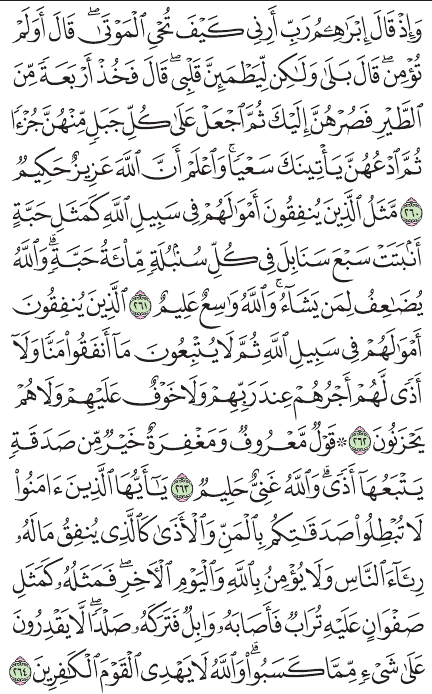 وَإِذْ قَالَ إِبْرَٰهِـۧمُ رَبِّ أَرِنِى كَيْفَ تُحْىِ ٱلْمَوْتَىٰ ۖ قَالَ أَوَلَمْ
تُؤْمِن ۖ قَالَ بَلَىٰ وَلَـٰكِن لِّيَطْمَئِنَّ قَلْبِى ۖ قَالَ فَخُذْ أَرْبَعَةً مِّنَ
ٱلطَّيْرِ فَصُرْهُنَّ إِلَيْكَ ثُمَّ ٱجْعَلْ عَلَىٰ كُلِّ جَبَلٍ مِّنْهُنَّ جُزْءًا
ثُمَّ ٱدْعُهُنَّ يَأْتِينَكَ سَعْيًا ۚ وَٱعْلَمْ أَنَّ ٱللَّهَ عَزِيزٌ حَكِيمٌ
۝٢٦٠ مَّثَلُ ٱلَّذِينَ يُنفِقُونَ أَمْوَٰلَهُمْ فِى سَبِيلِ ٱللَّهِ كَمَثَلِ حَبَّةٍ
أَنۢبَتَتْ سَبْعَ سَنَابِلَ فِى كُلِّ سُنۢبُلَةٍ مِّا۟ئَةُ حَبَّةٍ ۗ وَٱللَّهُ
يُضَـٰعِفُ لِمَن يَشَآءُ ۚ وَٱللَّهُ وَٰسِعٌ عَلِيمٌ ۝٢٦١ ٱلَّذِينَ يُنفِقُونَ
أَمْوَٰلَهُمْ فِى سَبِيلِ ٱللَّهِ ثُمَّ لَا يُتْبِعُونَ مَآ أَنفَقُوا۟ مَنًّا وَلَآ
أَذًى ۙ لَّهُمْ أَجْرُهُمْ عِندَ رَبِّهِمْ وَلَا خَوْفٌ عَلَيْهِمْ وَلَا هُمْ
يَحْزَنُونَ ۝٢٦٢ ۞ قَوْلٌ مَّعْرُوفٌ وَمَغْفِرَةٌ خَيْرٌ مِّن صَدَقَةٍ
يَتْبَعُهَآ أَذًى ۗ وَٱللَّهُ غَنِىٌّ حَلِيمٌ ۝٢٦٣ يَـٰٓأَيُّهَا ٱلَّذِينَ ءَامَنُوا۟
لَا تُبْطِلُوا۟ صَدَقَـٰتِكُم بِٱلْمَنِّ وَٱلْأَذَىٰ كَٱلَّذِى يُنفِقُ مَالَهُۥ
رِئَآءَ ٱلنَّاسِ وَلَا يُؤْمِنُ بِٱللَّهِ وَٱلْيَوْمِ ٱلْـَٔاخِرِ ۖ فَمَثَلُهُۥ كَمَثَلِ
صَفْوَانٍ عَلَيْهِ تُرَابٌ فَأَصَابَهُۥ وَابِلٌ فَتَرَكَهُۥ صَلْدًا ۖ لَّا يَقْدِرُونَ
عَلَىٰ شَىْءٍ مِّمَّا كَسَبُوا۟ ۗ وَٱللَّهُ لَا يَهْدِى ٱلْقَوْمَ ٱلْكَـٰفِرِينَ ۝٢٦٤